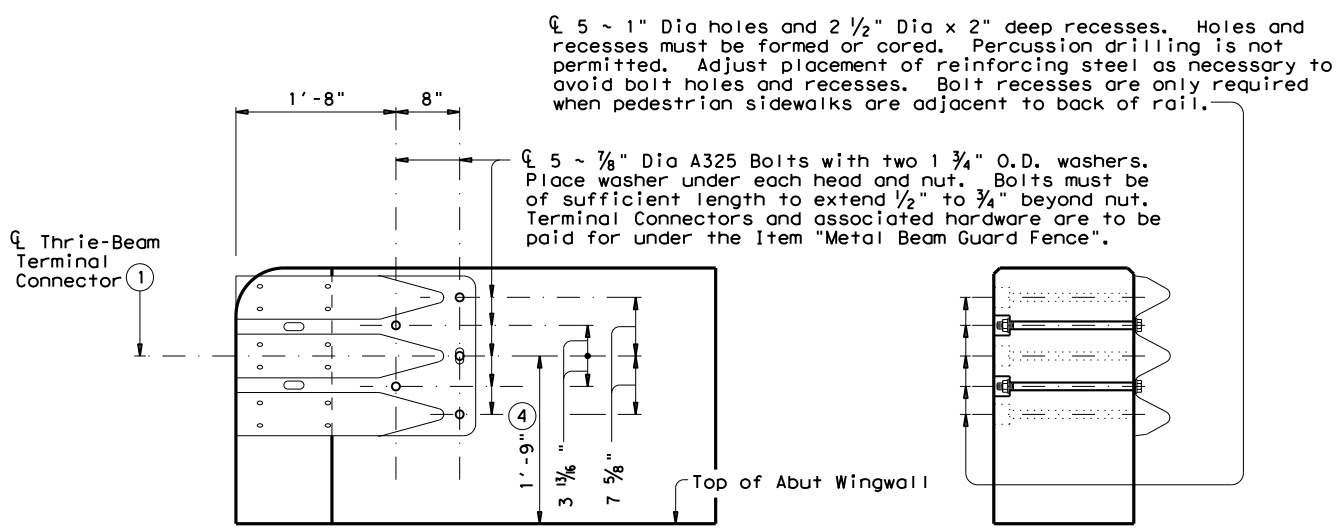 ℄ 5 ~ 1" Dia holes and 2 ½" Dia x 2" deep recesses. Holes and
recesses must be formed or cored. Percussion drilling is not
permitted. Adjust placement of reinforcing steel as necessary to
avoid bolt holes and recesses. Bolt recesses are only required
when pedestrian sidewalks are adjacent to back of rail.
1'-8"
8"
℄ 5 ~ ⅞" Dia A325 Bolts with two 1 ¾" O.D. washers.
Place washer under each head and nut. Bolts must be
of sufficient length to extend ½" to ¾" beyond nut.
Terminal Connectors and associated hardware are to be
paid for under the Item "Metal Beam Guard Fence".
℄ Thrie-Beam
Terminal
Connector 1
4
1'-9"
3 13/16"
7 ⅝"
Top of Abut Wingwall